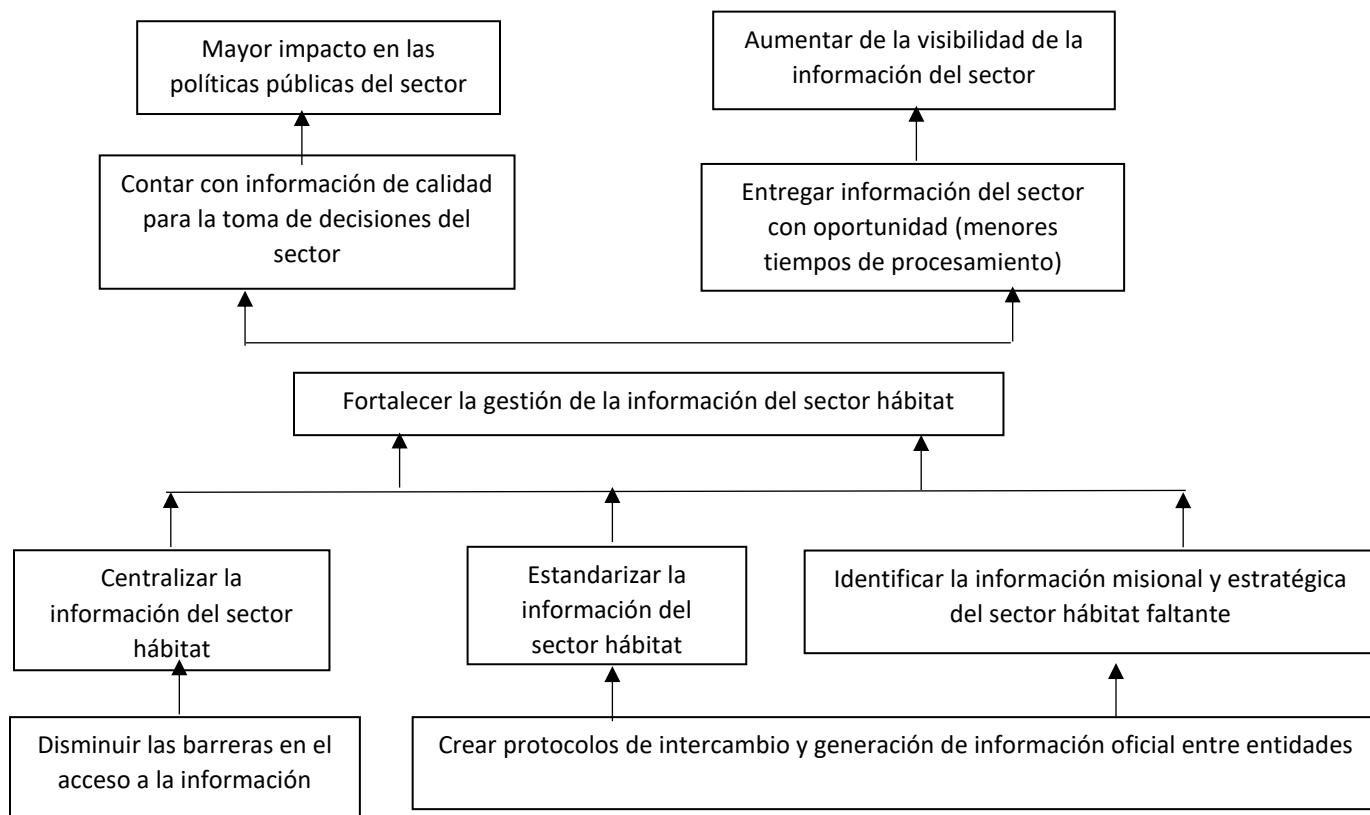 Mayor impacto en las
políticas públicas del sector
Aumentar de la visibilidad de la
información del sector
Contar con información de calidad
para la toma de decisiones del
sector
Entregar información del sector
con oportunidad (menores
tiempos de procesamiento)
Fortalecer la gestión de la información del sector hábitat
Centralizar la
información del sector
hábitat
Estandarizar la
información del
sector hábitat
Identificar la información misional y estratégica
del sector hábitat faltante
Disminuir las barreras en el
acceso a la información
Crear protocolos de intercambio y generación de información oficial entre entidades